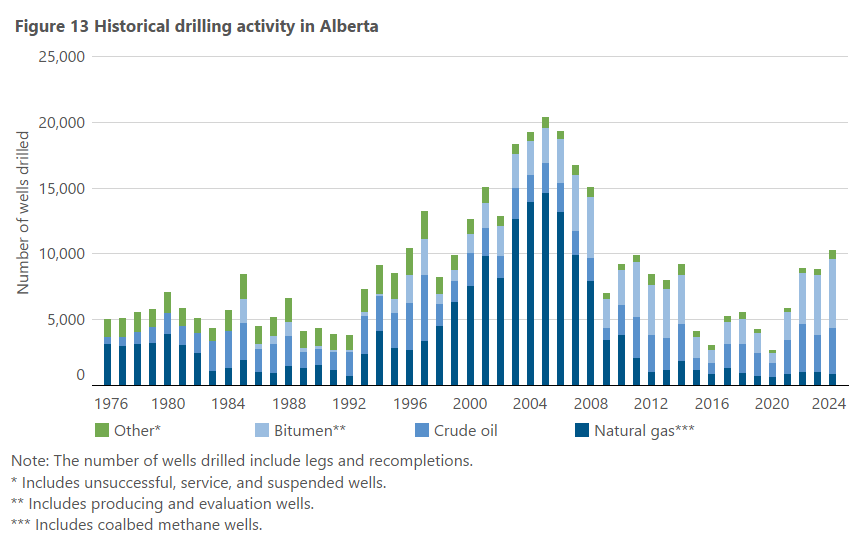 Figure 13 Historical drilling activity in Alberta
25,000
20,000
15,000
10,000
5,000
0
Number of wells drilled
1976 1980 1984 1988 1992 1996 2000 2004 2008 2012 2016 2020 2024
Other* Bitumen** Crude oil Natural gas***
Note: The number of wells drilled include legs and recompletions.
* Includes unsuccessful, service, and suspended wells.
** Includes producing and evaluation wells.
*** Includes coalbed methane wells.